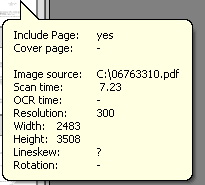 Include Page: yes
Cover page: -
Image source: C:\06763310.pdf
Scan time: 7.23
OCR time: -
Resolution: 300
Width: 2483
Height: 3508
Lineskew: ?
Rotation: -